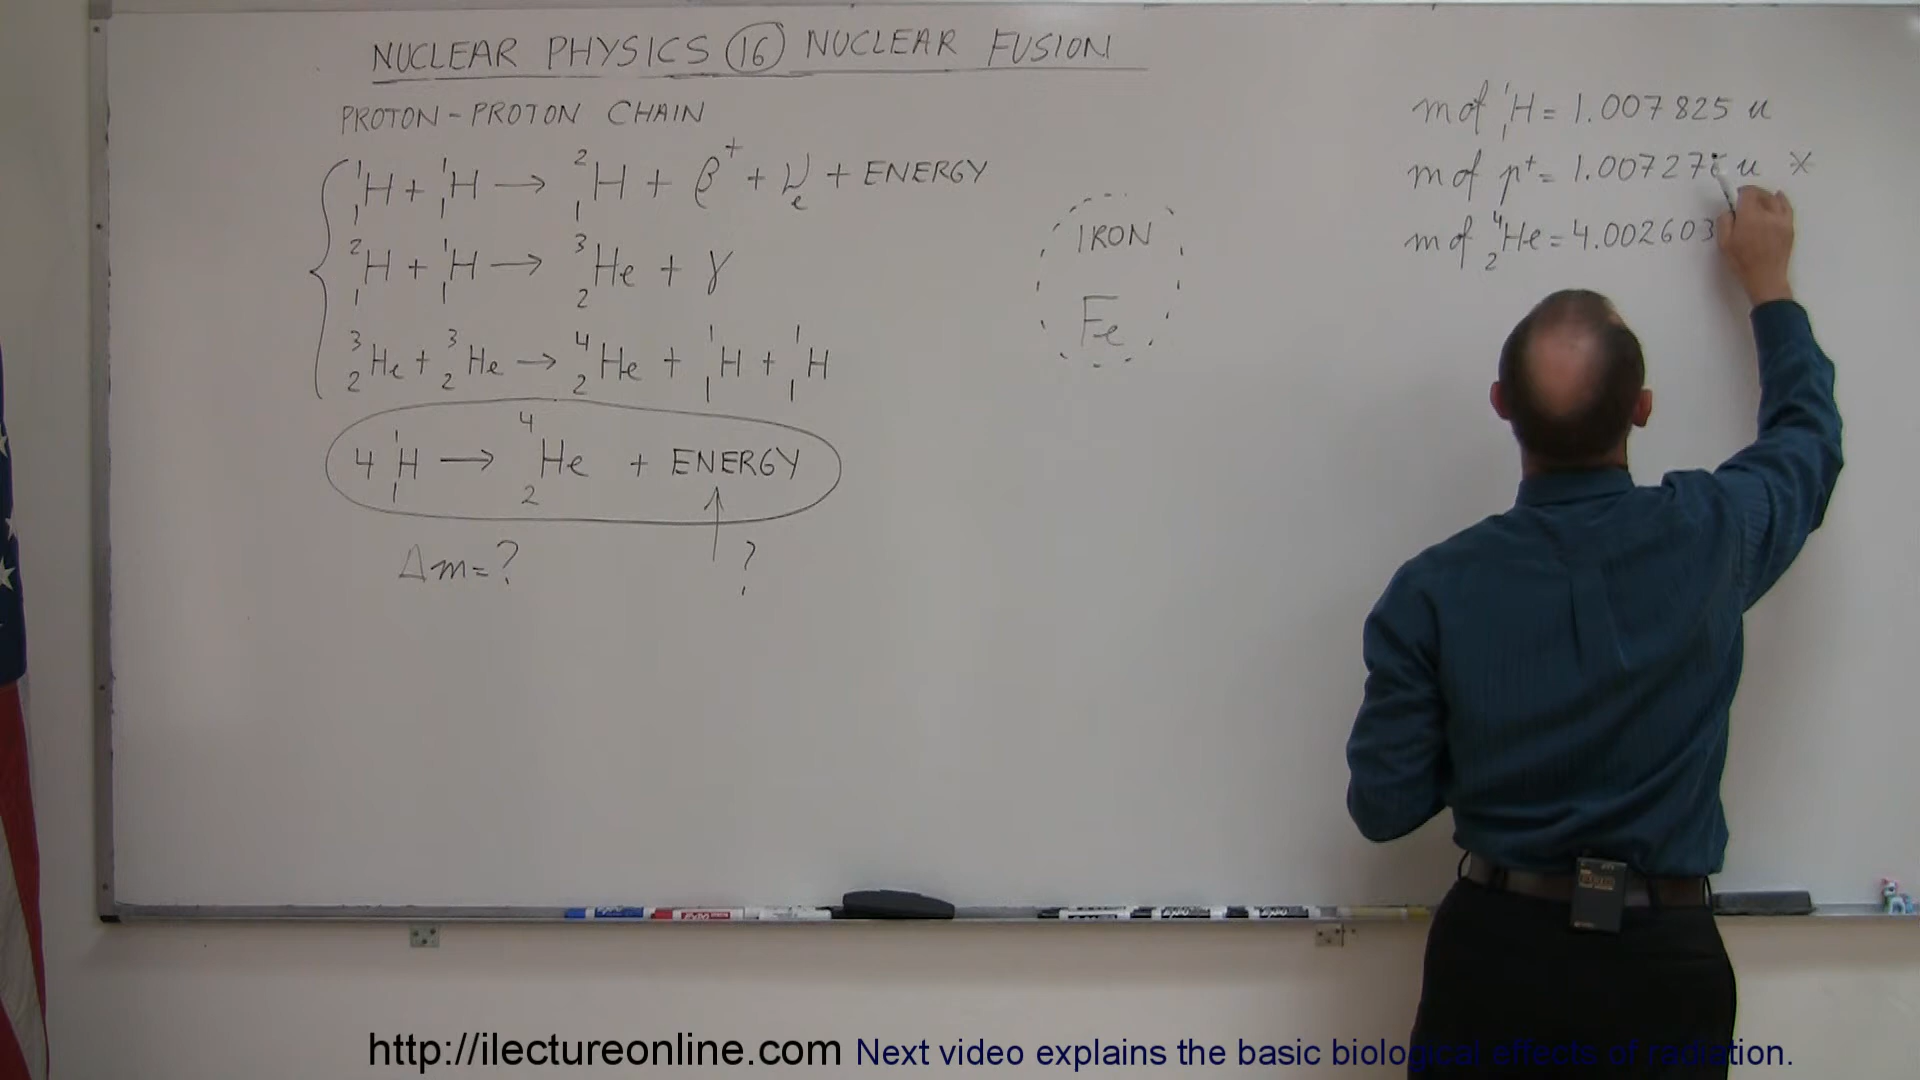 NUCLEAR PHYSICS 16 NUCLEAR FUSION
PROTON-PROTON CHAIN
¹₁H + ¹₁H → ²₁H + β⁺ + νₑ + ENERGY
²₁H + ¹₁H → ³₂He + γ
³₂He + ³₂He → ⁴₂He + ¹₁H + ¹₁H
4 ¹₁H → ⁴₂He + ENERGY
Δm = ?
?
IRON
Fe
m of ¹₁H = 1.007825 u
m of p⁺ = 1.007276 u *
m of ⁴₂He = 4.002603
http://ilectureonline.com Next video explains the basic biological effects of radiation.